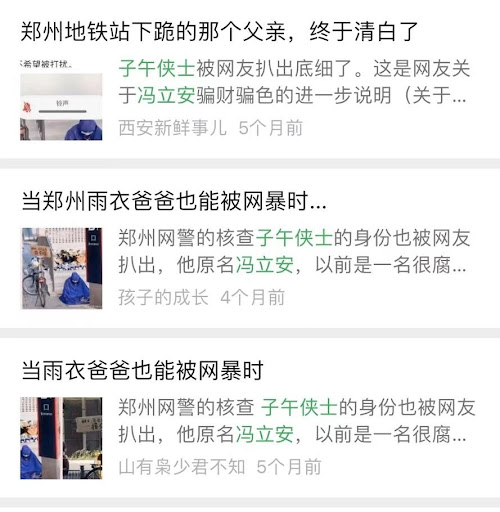 郑州地铁站下跪的那个父亲，终于清白了
不希望被打扰。
铃声
子午侠士被网友扒出底细了。这是网友关
于冯立安骗财骗色的进一步说明（关于...
西安新鲜事儿 5个月前
当郑州雨衣爸爸也能被网暴时...
郑州网警的核查子午侠士的身份也被网友
扒出，他原名冯立安，以前是一名很腐...
孩子的成长 4个月前
当雨衣爸爸也能被网暴时
郑州网警的核查 子午侠士的身份也被网友
扒出，他原名冯立安，以前是一名很腐...
山有枭少君不知 5个月前